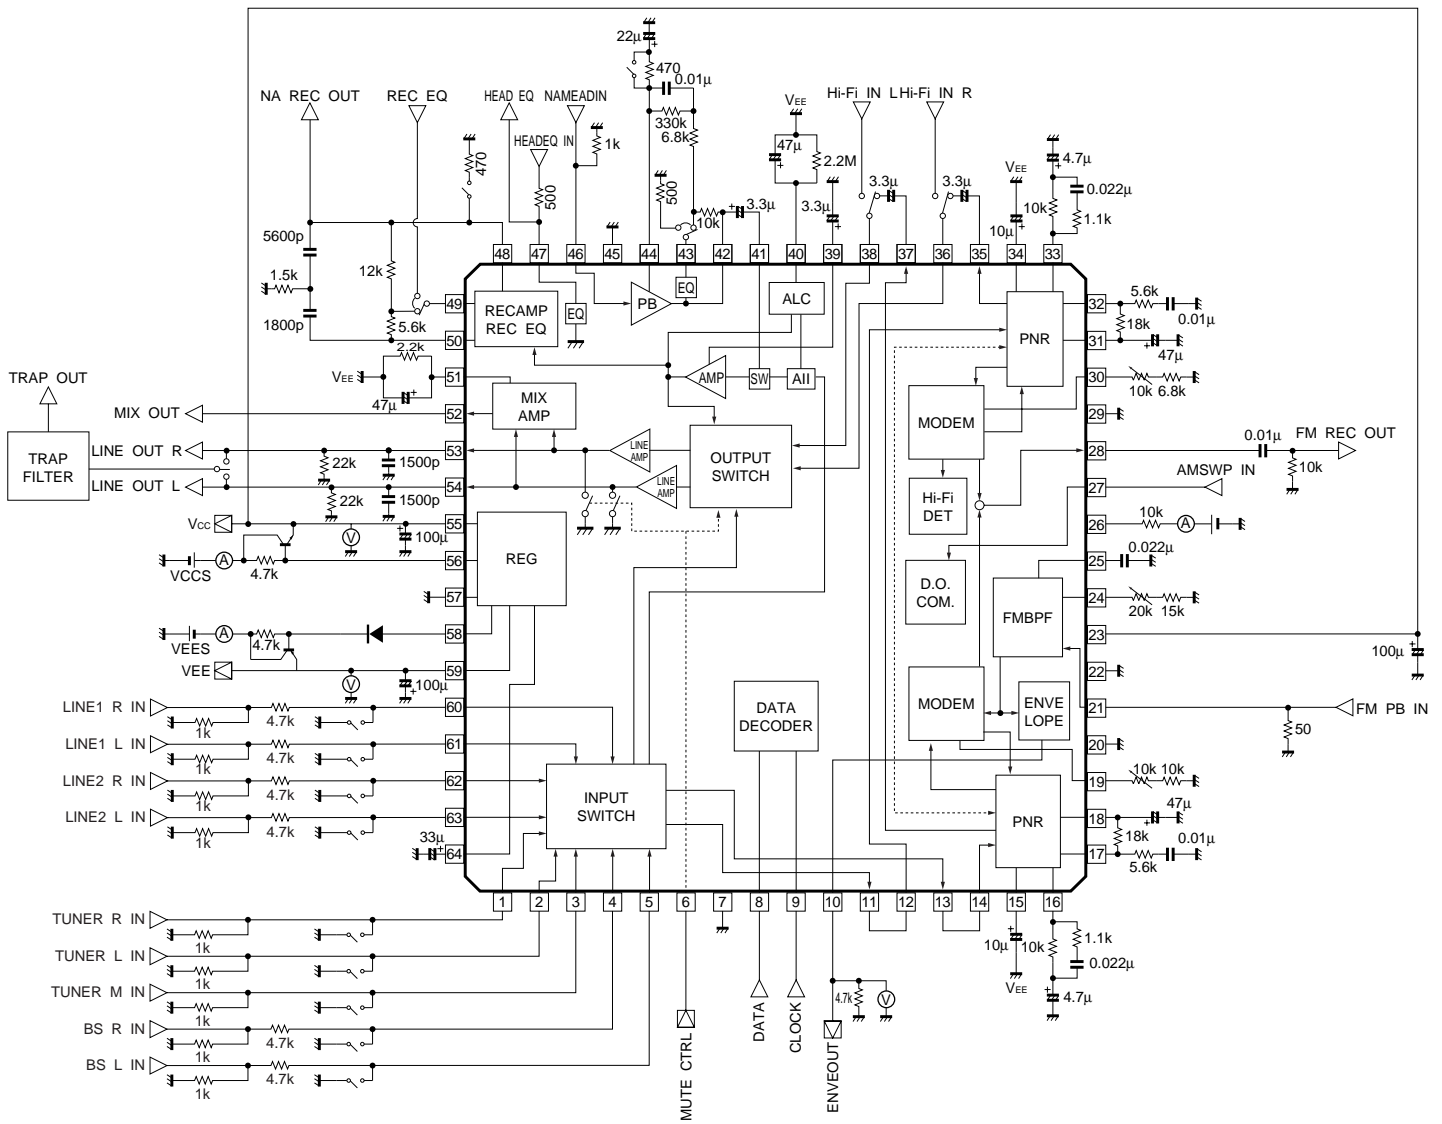 22μ
+
470
0.01μ
NA REC OUT
REC EQ
HEAD EQ
NAMEADIN
Hi-Fi IN L
Hi-Fi IN R
VEE
330k
6.8k
HEADEQ IN
1k
47μ
+
2.2M
4.7μ
+
470
500
500
3.3μ
+
3.3μ
+
3.3μ
+
3.3μ
+
VEE
0.022μ
10k
10k
1.1k
10μ
+
5600p
48
47
46
45
44
43
42
41
40
39
38
37
36
35
34
33
1.5k
12k
49
RECAMP
REC EQ
EQ
PB
EQ
ALC
PNR
32
5.6k
0.01μ
1800p
5.6k
50
18k
31
+
47μ
2.2k
TRAP OUT
VEE
51
AMP
SW
All
30
10k
6.8k
47μ
+
MIX OUT
52
MIX
AMP
MODEM
29
LINE OUT R
53
LINE
AMP
OUTPUT
SWITCH
28
0.01μ
FM REC OUT
TRAP
FILTER
22k
1500p
10k
LINE OUT L
54
LINE
AMP
Hi-Fi
DET
27
AMSWP IN
22k
1500p
VCC
V
+
100μ
55
26
10k
A
VCCS
A
4.7k
56
REG
25
0.022μ
57
D.O.
COM.
FMBPF
24
20k
15k
VEES
A
4.7k
58
23
100μ
+
VEE
V
100μ
+
59
22
LINE1 R IN
1k
4.7k
60
DATA
DECODER
MODEM
ENVE
LOPE
21
FM PB IN
50
LINE1 L IN
1k
4.7k
61
20
LINE2 R IN
1k
4.7k
62
INPUT
SWITCH
19
10k
10k
LINE2 L IN
1k
4.7k
63
PNR
18
+
47μ
33μ
+
64
18k
17
5.6k
0.01μ
1
2
3
4
5
6
7
8
9
10
11
12
13
14
15
16
TUNER R IN
1k
TUNER L IN
1k
TUNER M IN
1k
BS R IN
1k
4.7k
BS L IN
1k
4.7k
MUTE CTRL
DATA
CLOCK
ENVEOUT
4.7k
V
10μ
+
VEE
10k
1.1k
0.022μ
+
4.7μ